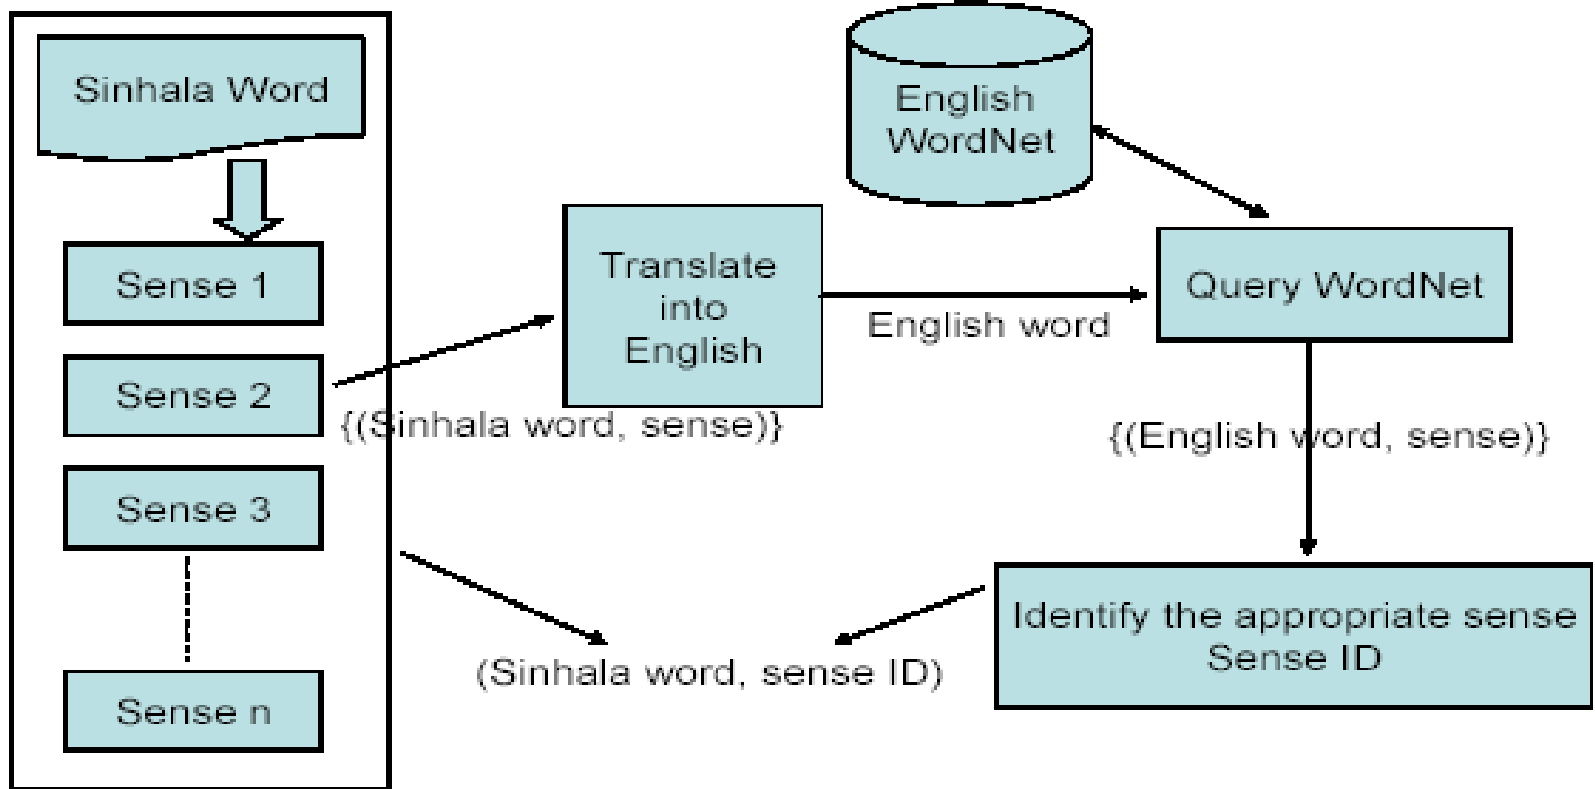 Sinhala Word
Sense 1
Sense 2
Sense 3
Sense n
{(Sinhala word, sense)}
Translate
into
English
English word
English
WordNet
Query WordNet
{(English word, sense)}
Identify the appropriate sense
Sense ID
(Sinhala word, sense ID)